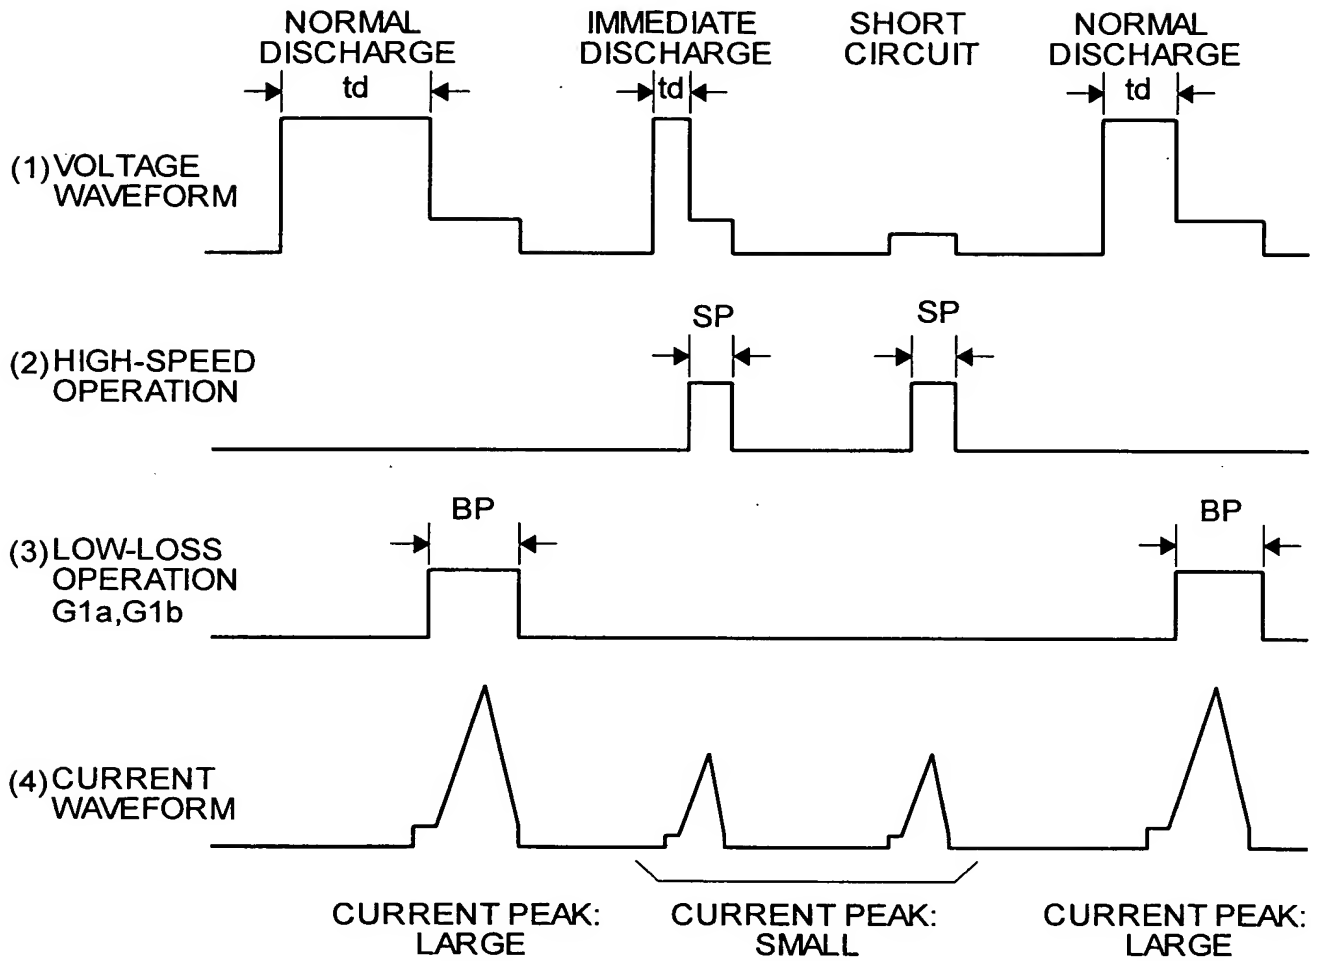 NORMAL
DISCHARGE
IMMEDIATE
DISCHARGE
SHORT
CIRCUIT
NORMAL
DISCHARGE
td
td
td
(1) VOLTAGE
WAVEFORM
SP
SP
(2) HIGH-SPEED
OPERATION
BP
BP
(3) LOW-LOSS
OPERATION
G1a,G1b
(4) CURRENT
WAVEFORM
CURRENT PEAK:
LARGE
CURRENT PEAK:
SMALL
CURRENT PEAK:
LARGE